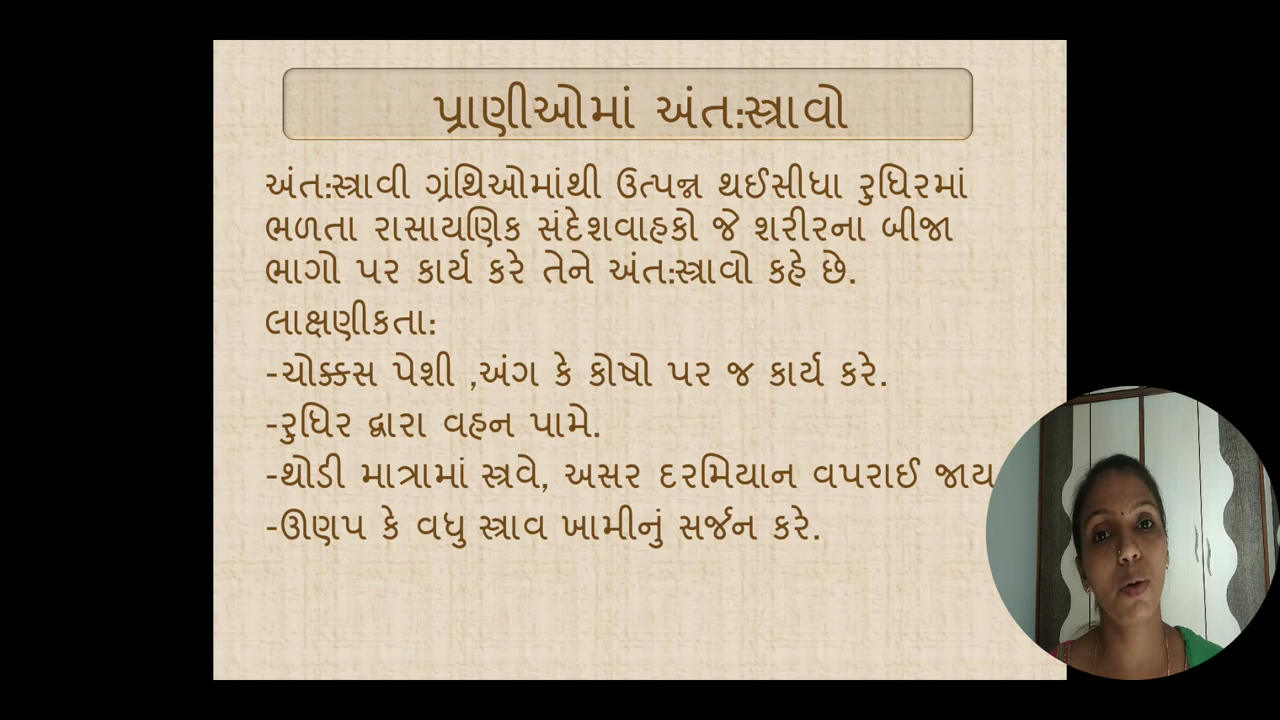 પ્રાણીઓમાં અંત:સ્ત્રાવો
અંત:સ્ત્રાવી ગ્રંથિઓમાંથી ઉત્પન્ન થઈસીધા રુધિરમાં
ભળતા રાસાયણિક સંદેશવાહકો જે શરીરના બીજા
ભાગો પર કાર્ય કરે તેને અંત:સ્ત્રાવો કહે છે.
લાક્ષણીકતા:
-ચોક્કસ પેશી ,અંગ કે કોષો પર જ કાર્ય કરે.
-રુધિર દ્વારા વહન પામે.
-થોડી માત્રામાં સ્ત્રવે, અસર દરમિયાન વપરાઈ જાય
-ઊણપ કે વધુ સ્ત્રાવ ખામીનું સર્જન કરે.